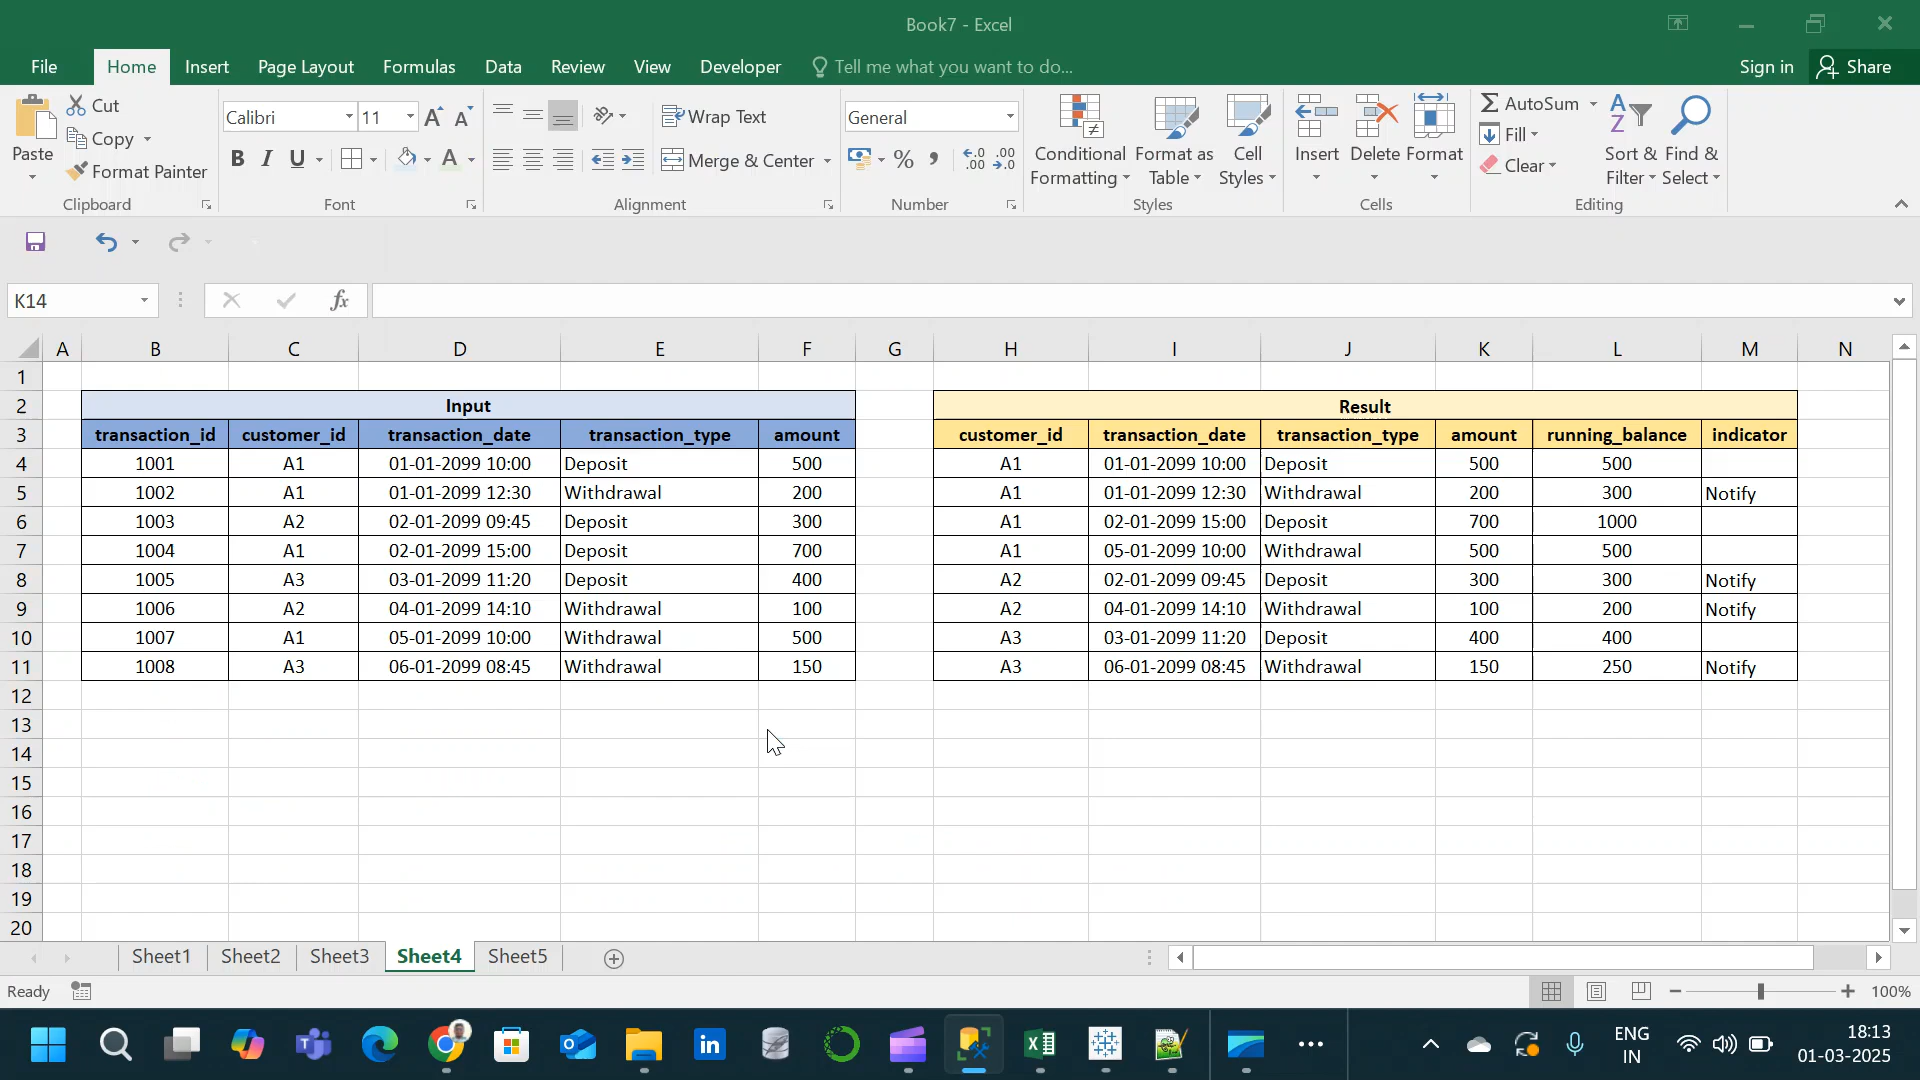 Book7 - Excel
File Home Insert Page Layout Formulas Data Review View Developer Tell me what you want to do... Sign in Share
Paste Cut Copy Format Painter Clipboard
Calibri 11 A A B I U A Font
Wrap Text Merge & Center Alignment
General % , .0 .00 .00 .0 Number
Conditional Formatting Format as Table Cell Styles Styles
Insert Delete Format Cells
AutoSum Fill Clear Sort & Filter Find & Select Editing
K14 fx
A B C D E F G H I J K L M N
1
2 Input Result
3 transaction_id customer_id transaction_date transaction_type amount customer_id transaction_date transaction_type amount running_balance indicator
4 1001 A1 01-01-2099 10:00 Deposit 500 A1 01-01-2099 10:00 Deposit 500 500
5 1002 A1 01-01-2099 12:30 Withdrawal 200 A1 01-01-2099 12:30 Withdrawal 200 300 Notify
6 1003 A2 02-01-2099 09:45 Deposit 300 A1 02-01-2099 15:00 Deposit 700 1000
7 1004 A1 02-01-2099 15:00 Deposit 700 A1 05-01-2099 10:00 Withdrawal 500 500
8 1005 A3 03-01-2099 11:20 Deposit 400 A2 02-01-2099 09:45 Deposit 300 300 Notify
9 1006 A2 04-01-2099 14:10 Withdrawal 100 A2 04-01-2099 14:10 Withdrawal 100 200 Notify
10 1007 A1 05-01-2099 10:00 Withdrawal 500 A3 03-01-2099 11:20 Deposit 400 400
11 1008 A3 06-01-2099 08:45 Withdrawal 150 A3 06-01-2099 08:45 Withdrawal 150 250 Notify
12
13
14
15
16
17
18
19
20
Sheet1 Sheet2 Sheet3 Sheet4 Sheet5
Ready 100%
ENG IN 18:13
01-03-2025